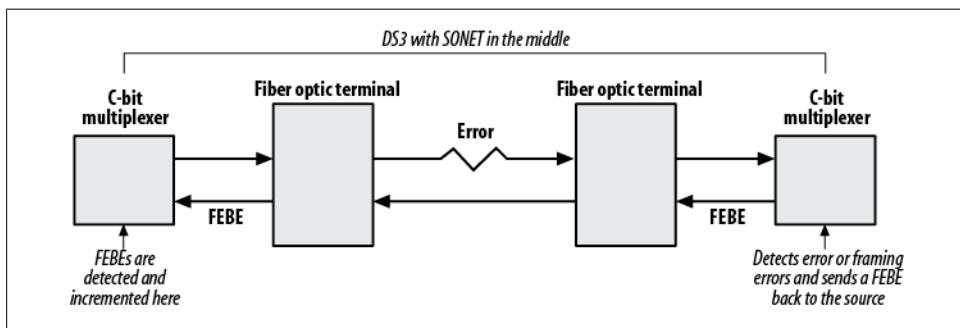 DS3 with SONET in the middle
Fiber optic terminal
Fiber optic terminal
C-bit
multiplexer
C-bit
multiplexer
Error
FEBE
FEBE
FEBEs are
detected and
incremented here
Detects error or framing
errors and sends a FEBE
back to the source